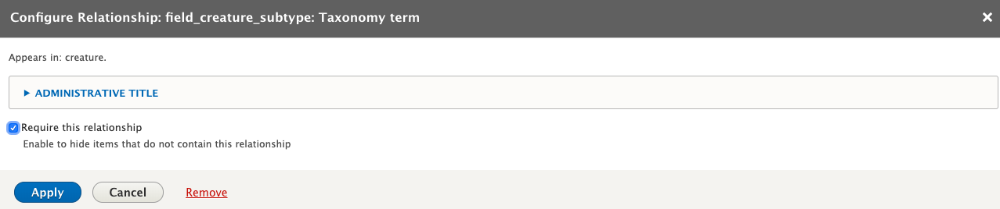 Configure Relationship: field_creature_subtype: Taxonomy term
Appears in: creature.
ADMINISTRATIVE TITLE
Require this relationship
Enable to hide items that do not contain this relationship
Apply Cancel Remove